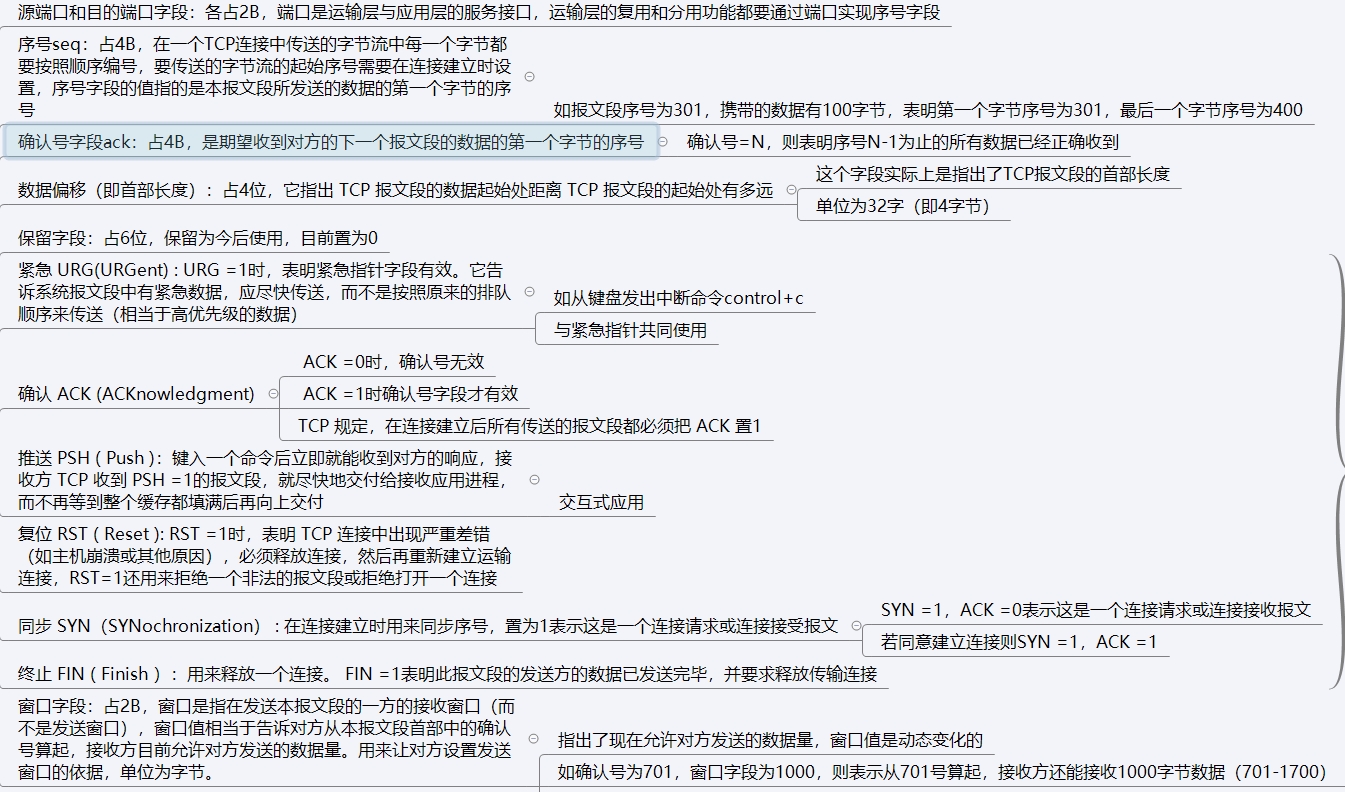 源端口和目的端口字段：各占2B，端口是运输层与应用层的服务接口，运输层的复用和分用功能都要通过端口实现序号字段
序号seq：占4B，在一个TCP连接中传送的字节流中每一个字节都
要按照顺序编号，要传送的字节流的起始序号需要在连接建立时设
置，序号字段的值指的是本报文段所发送的数据的第一个字节的序
号
如报文段序号为301，携带的数据有100字节，表明第一个字节序号为301，最后一个字节序号为400
确认号字段ack：占4B，是期望收到对方的下一个报文段的数据的第一个字节的序号
确认号=N，则表明序号N-1为止的所有数据已经正确收到
数据偏移（即首部长度）：占4位，它指出 TCP 报文段的数据起始处距离 TCP 报文段的起始处有多远
这个字段实际上是指出了TCP报文段的首部长度
单位为32字（即4字节）
保留字段：占6位，保留为今后使用，目前置为0
紧急 URG(URGent) : URG =1时，表明紧急指针字段有效。它告
诉系统报文段中有紧急数据，应尽快传送，而不是按照原来的排队
顺序来传送（相当于高优先级的数据）
如从键盘发出中断命令control+c
与紧急指针共同使用
确认 ACK (ACKnowledgment)
ACK =0时，确认号无效
ACK =1时确认号字段才有效
TCP 规定，在连接建立后所有传送的报文段都必须把 ACK 置1
推送 PSH ( Push )：键入一个命令后立即就能收到对方的响应，接
收方 TCP 收到 PSH =1的报文段，就尽快地交付给接收应用进程，
而不再等到整个缓存都填满后再向上交付
交互式应用
复位 RST ( Reset ): RST =1时，表明 TCP 连接中出现严重差错
（如主机崩溃或其他原因），必须释放连接，然后再重新建立运输
连接，RST=1还用来拒绝一个非法的报文段或拒绝打开一个连接
同步 SYN（SYNochronization）: 在连接建立时用来同步序号，置为1表示这是一个连接请求或连接接受报文
SYN =1，ACK =0表示这是一个连接请求或连接接收报文
若同意建立连接则SYN =1，ACK =1
终止 FIN ( Finish ) ：用来释放一个连接。 FIN =1表明此报文段的发送方的数据已发送完毕，并要求释放传输连接
窗口字段：占2B，窗口是指在发送本报文段的一方的接收窗口（而
不是发送窗口），窗口值相当于告诉对方从本报文段首部中的确认
号算起，接收方目前允许对方发送的数据量。用来让对方设置发送
窗口的依据，单位为字节。
指出了现在允许对方发送的数据量，窗口值是动态变化的
如确认号为701，窗口字段为1000，则表示从701号算起，接收方还能接收1000字节数据（701-1700）